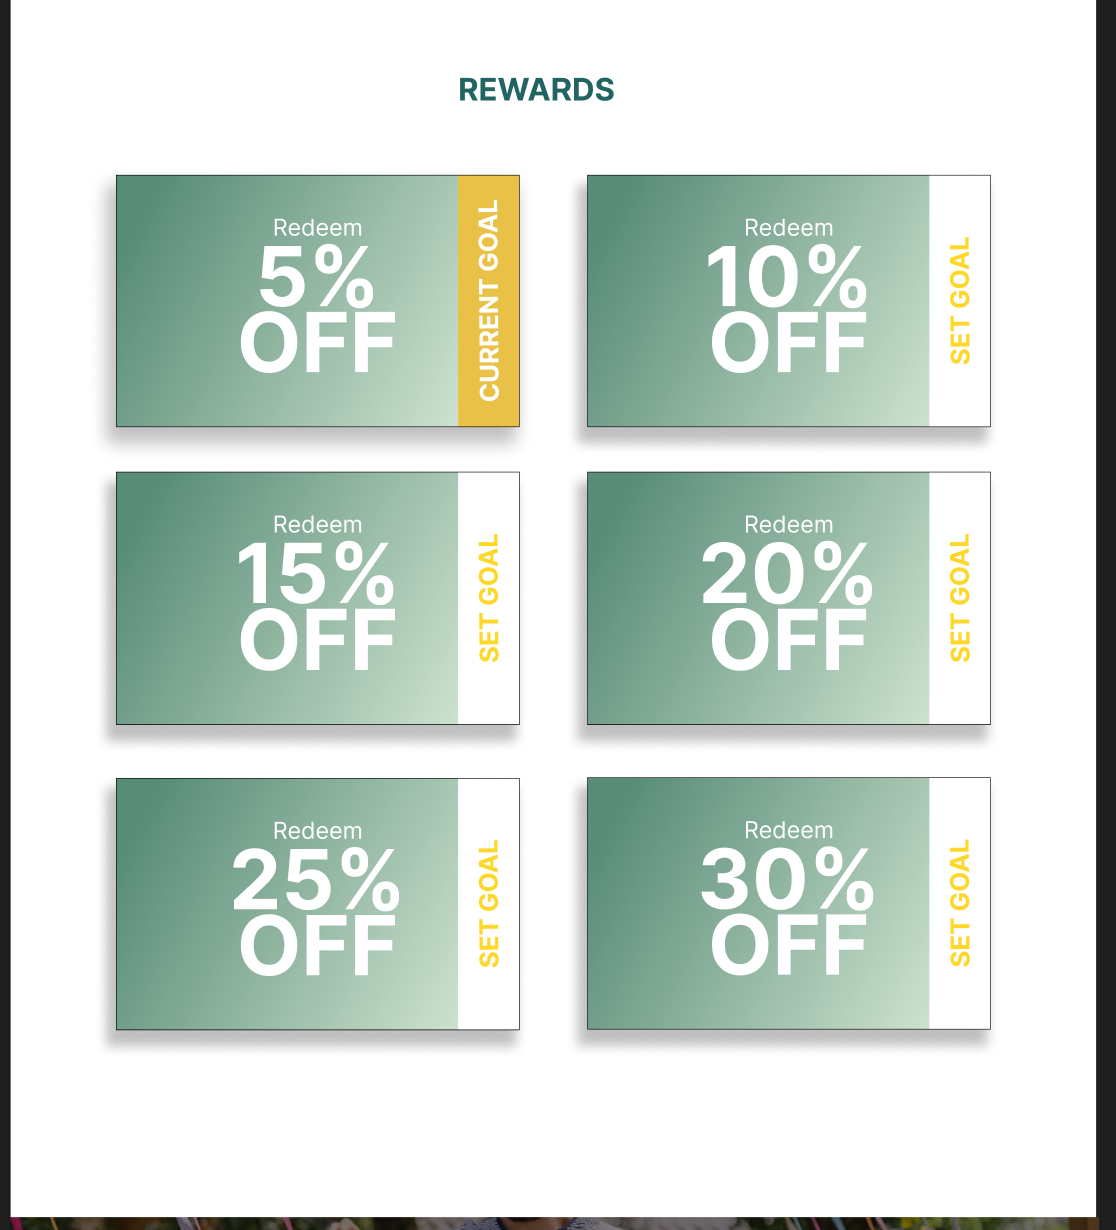 REWARDS
Redeem
5%
OFF
CURRENT GOAL
Redeem
10%
OFF
SET GOAL
Redeem
15%
OFF
SET GOAL
Redeem
20%
OFF
SET GOAL
Redeem
25%
OFF
SET GOAL
Redeem
30%
OFF
SET GOAL